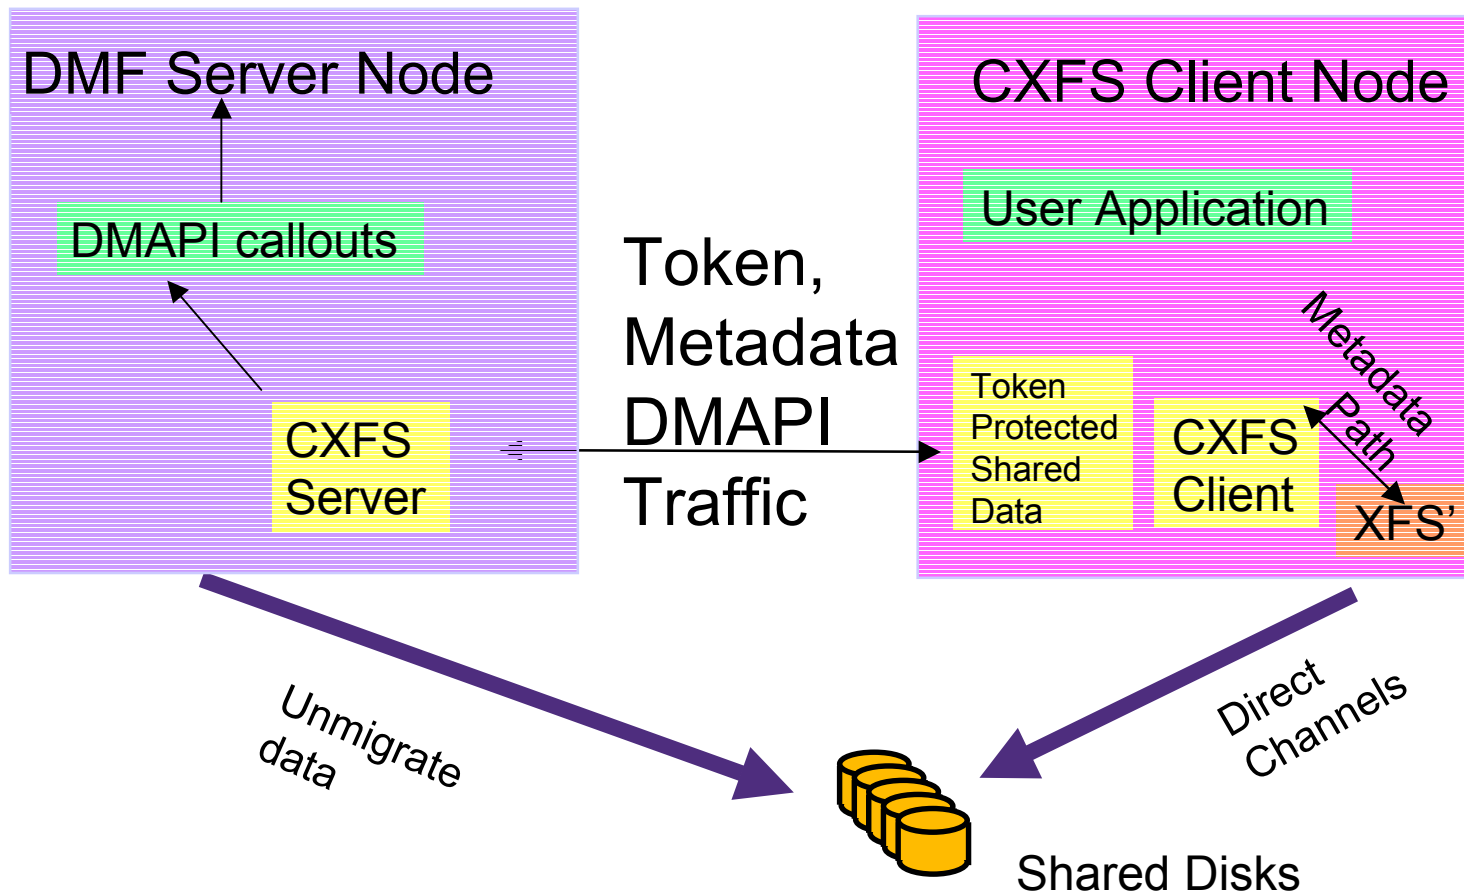 DMF Server Node
DMAPI callouts
CXFS
Server
Token,
Metadata
DMAPI
Traffic
CXFS Client Node
User Application
Token
Protected
Shared
Data
CXFS
Client
Metadata
Path
XFS’
Unmigrate
data
Direct
Channels
Shared Disks